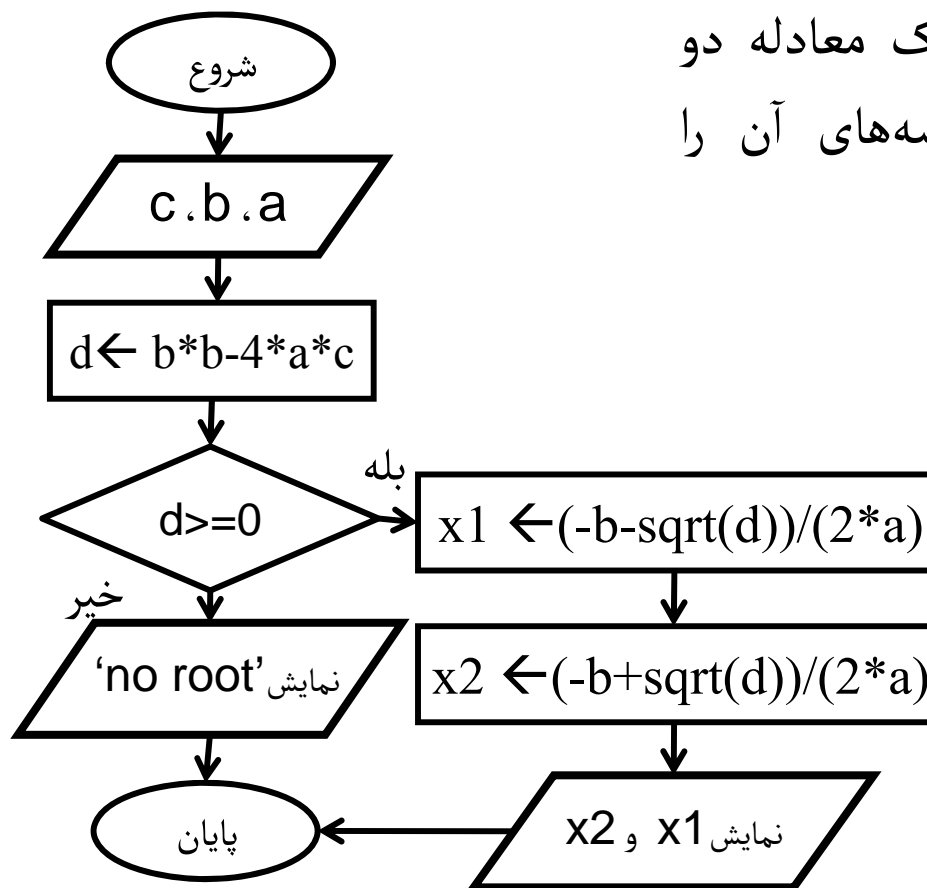 معادله دو
آن را
شروع
c، b، a
d← b*b-4*a*c
d>=0
بله
x1 ←(-b-sqrt(d))/(2*a)
x2 ←(-b+sqrt(d))/(2*a)
نمایش x1 و x2
خیر
نمایش ‘no root’
پایان